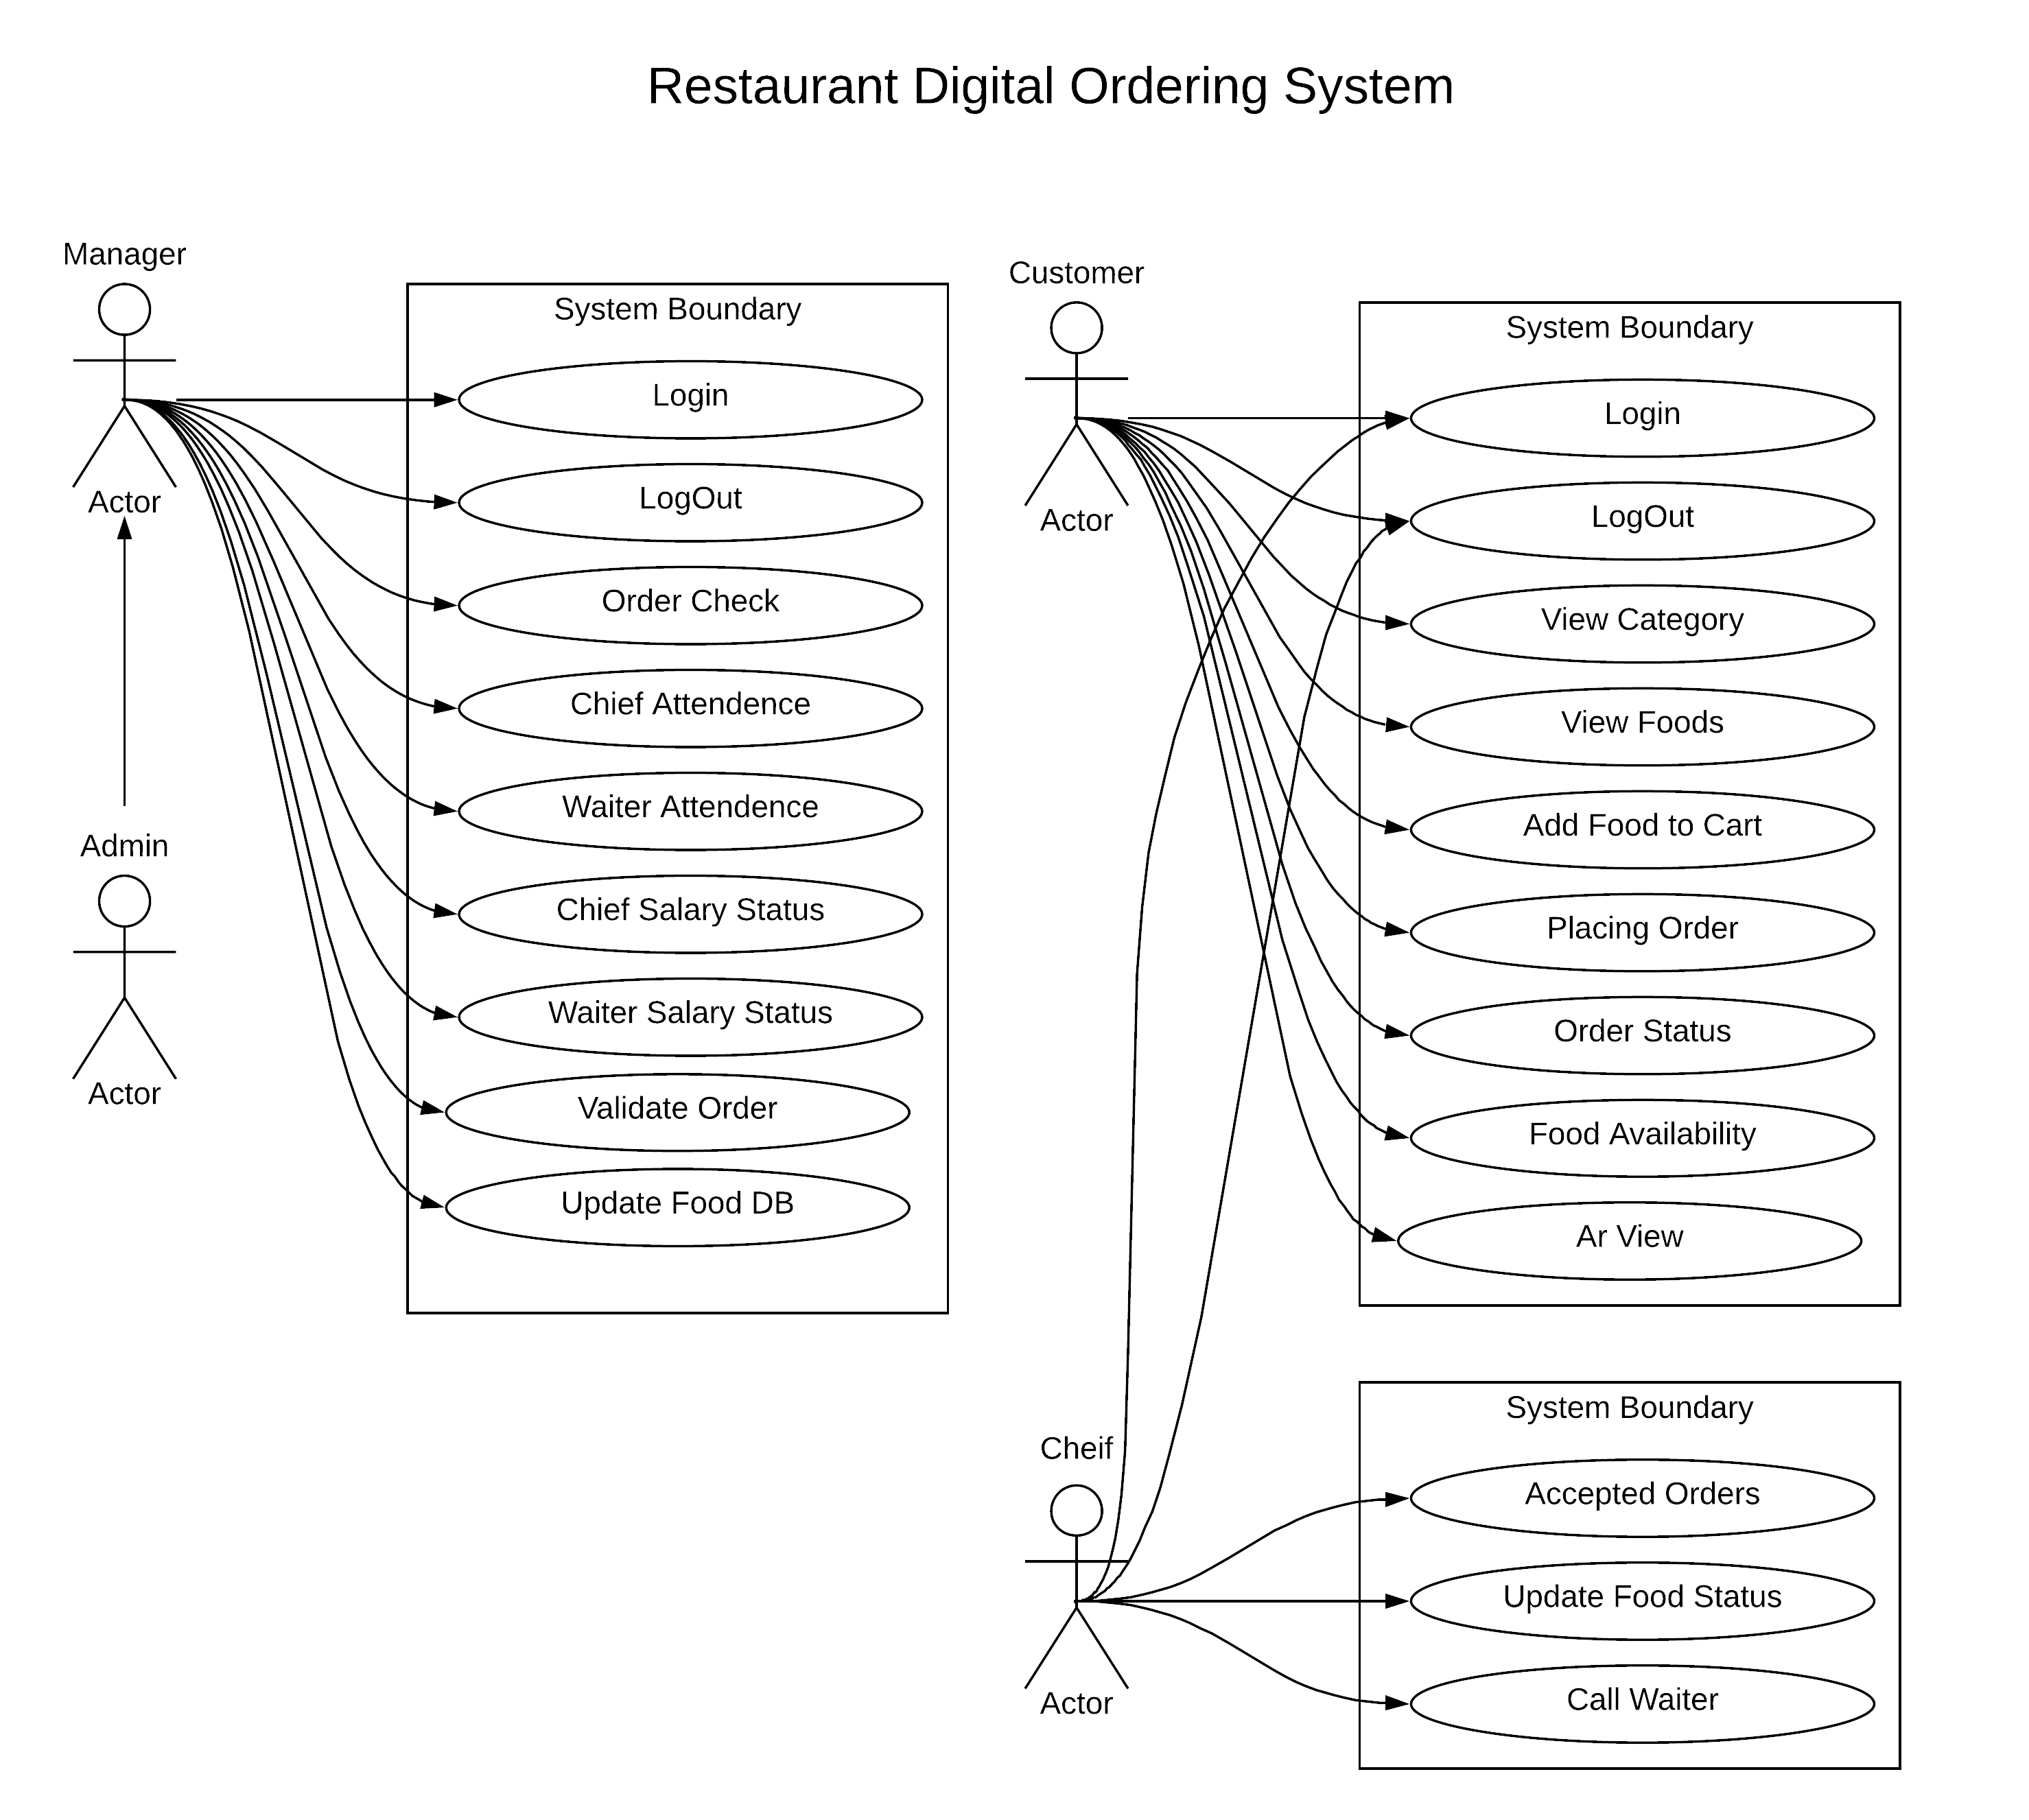 Restaurant Digital Ordering System
Manager
Actor
Admin
Actor
System Boundary
Login
LogOut
Order Check
Chief Attendence
Waiter Attendence
Chief Salary Status
Waiter Salary Status
Validate Order
Update Food DB
Customer
Actor
System Boundary
Login
LogOut
View Category
View Foods
Add Food to Cart
Placing Order
Order Status
Food Availability
Ar View
Cheif
Actor
System Boundary
Accepted Orders
Update Food Status
Call Waiter